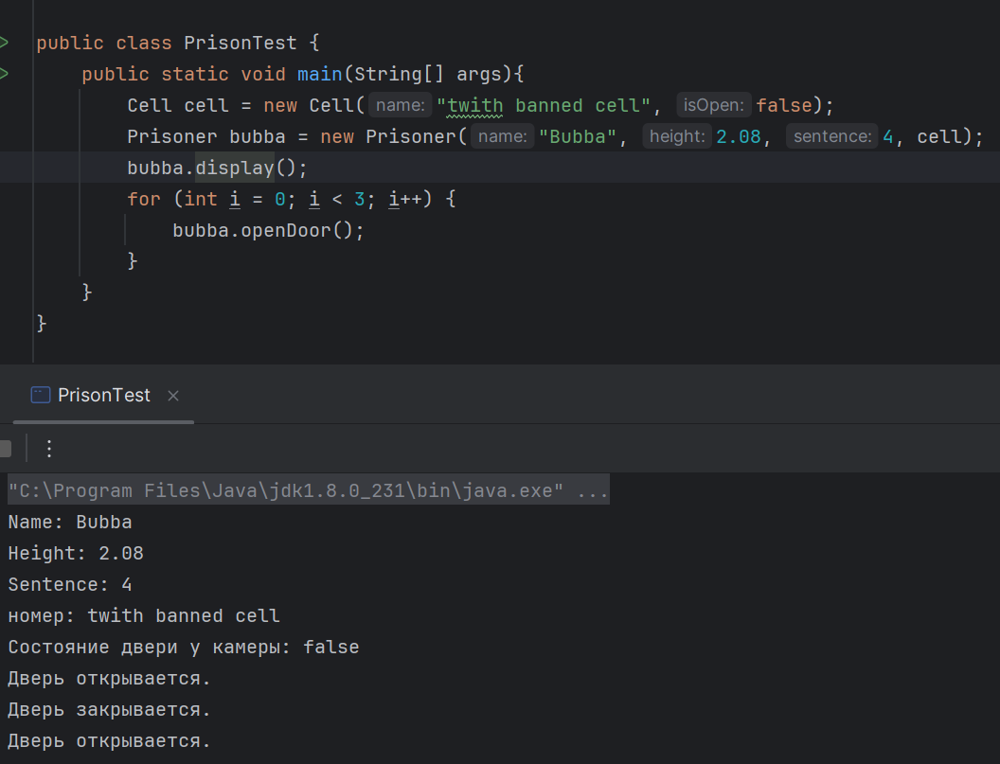 public class PrisonTest {
public static void main(String[] args){
Cell cell = new Cell( name: "twith banned cell", isOpen: false);
Prisoner bubba = new Prisoner( name: "Bubba", height: 2.08, sentence: 4, cell);
bubba.display();
for (int i = 0; i < 3; i++) {
bubba.openDoor();
}
}
}
PrisonTest
"C:\Program Files\Java\jdk1.8.0_231\bin\java.exe" ...
Name: Bubba
Height: 2.08
Sentence: 4
номер: twith banned cell
Состояние двери у камеры: false
Дверь открывается.
Дверь закрывается.
Дверь открывается.